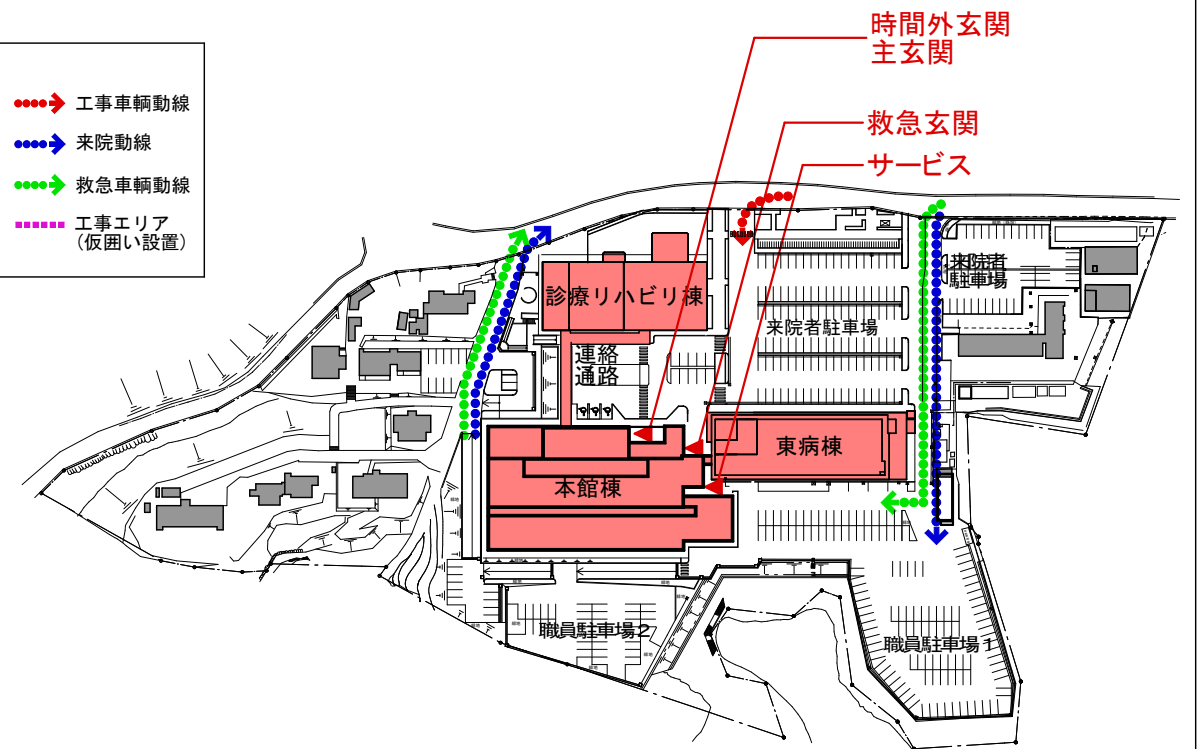 時間外玄関
主玄関
救急玄関
サービス
工事車輌動線
来院動線
救急車輌動線
工事エリア
(仮囲い設置)
診療リハビリ棟
来院者
駐車場
来院者駐車場
連絡
通路
東病棟
本館棟
職員駐車場2
職員駐車場1